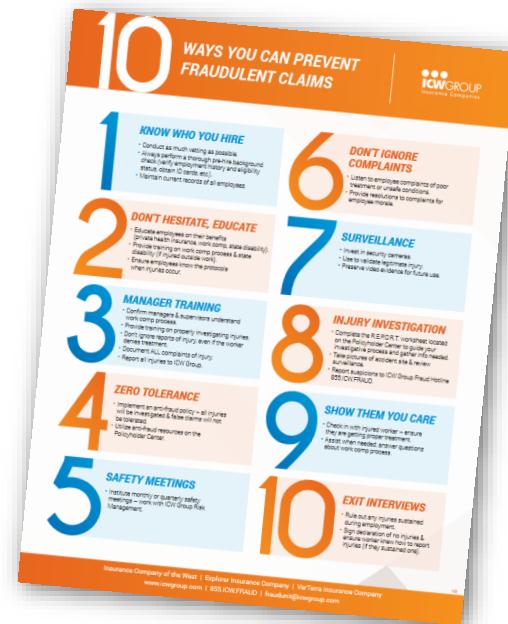 10 WAYS YOU CAN PREVENT
FRAUDULENT CLAIMS
ICWGROUP
Insurance Companies
1
KNOW WHO YOU HIRE
• Conduct as much vetting as possible.
• Always perform a thorough pre-hire background
check (verify employment history and eligibility
status, obtain ID cards, etc.).
• Maintain current records of all employees.
2
DON'T HESITATE, EDUCATE
• Educate employees on their benefits
(private health insurance, work comp, state disability).
• Provide training on work comp process & state
disability (if injured outside work).
• Ensure employees know the protocols
when injuries occur.
3
MANAGER TRAINING
• Confirm managers & supervisors understand
work comp process.
• Provide training on properly investigating injuries.
• Don't ignore reports of injury, even if the worker
denies treatment.
• Document ALL complaints of injury.
• Report all injuries to ICW Group.
4
ZERO TOLERANCE
• Implement an anti-fraud policy – all injuries
will be investigated & false claims will not
be tolerated.
• Utilize anti-fraud resources on the
Policyholder Center.
5
SAFETY MEETINGS
• Institute monthly or quarterly safety
meetings – work with ICW Group Risk
Management.
6
DON'T IGNORE
COMPLAINTS
• Listen to employee complaints of poor
treatment or unsafe conditions.
• Provide resolutions to complaints for
employee morale.
7
SURVEILLANCE
• Invest in security cameras.
• Use to validate legitimate injury.
• Preserve video evidence for future use.
8
INJURY INVESTIGATION
• Complete the R.E.P.O.R.T. worksheet located
on the Policyholder Center to guide your
investigative process and gather info needed.
• Take pictures of accident site & review
surveillance.
• Report suspicions to ICW Group Fraud Hotline
855.ICW.FRAUD.
9
SHOW THEM YOU CARE
• Check in with injured worker – ensure
they are getting proper treatment.
• Assist when needed; answer questions
about work comp process.
10
EXIT INTERVIEWS
• Rule out any injuries sustained
during employment.
• Sign declaration of no injuries &
ensure worker knew how to report
injuries (if they sustained one).
Insurance Company of the West | Explorer Insurance Company | VerTerra Insurance Company
www.icwgroup.com | 855.ICW.FRAUD | fraudunit@icwgroup.com